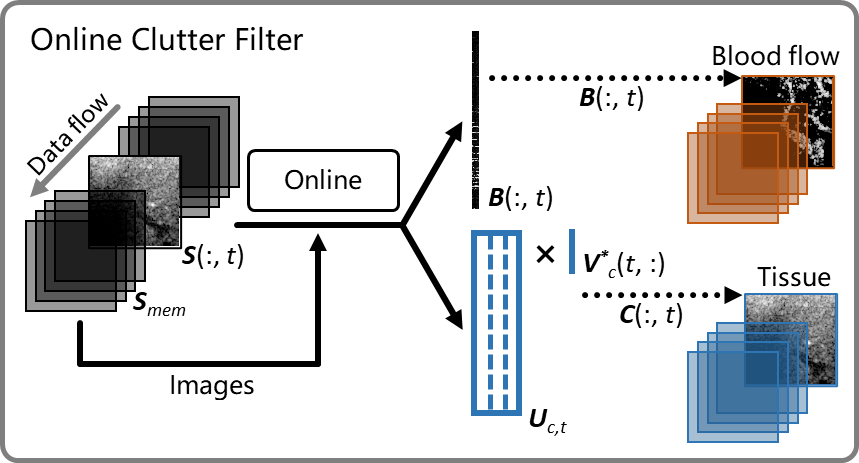 Online Clutter Filter
Data flow
Online
S(:, t)
S_mem
Images
B(:, t)
B(:, t)
Blood flow
×
V*_c(t, :)
U_c,t
C(:, t)
Tissue